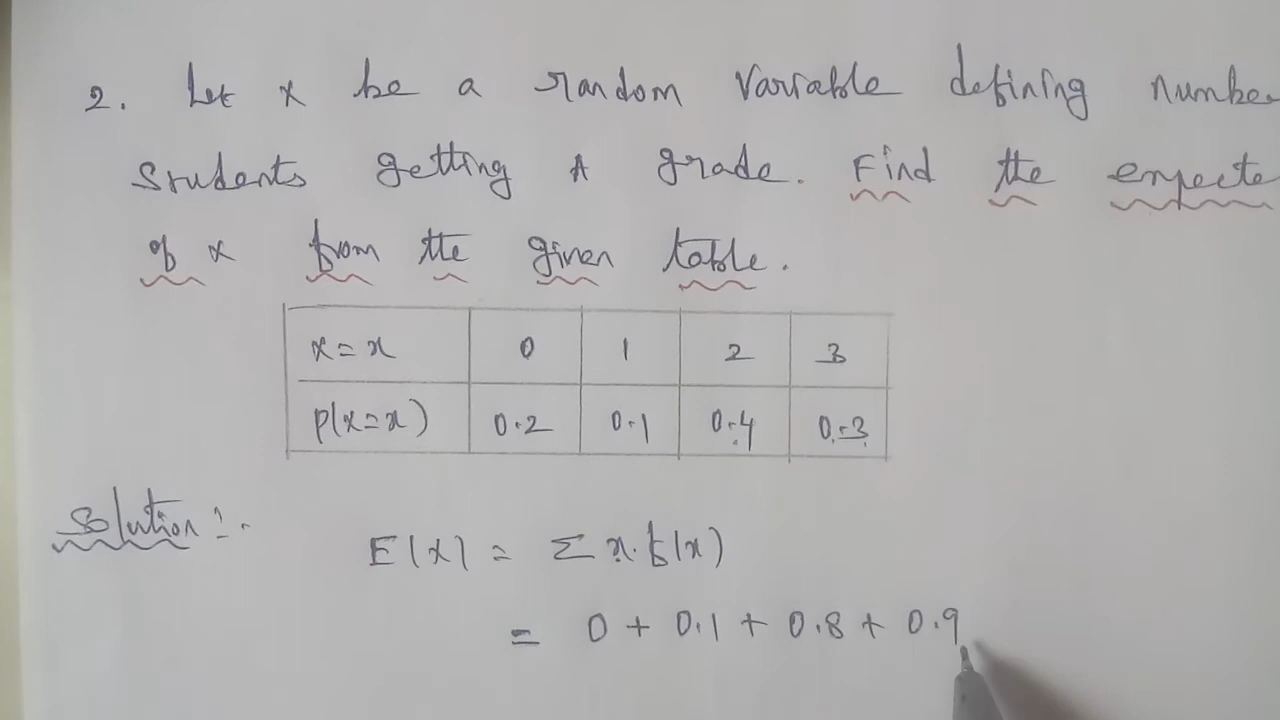 2. Let x be a random variable defining number
students getting A grade. Find the expecte
of x from the given table.
x = x 0 1 2 3
P(x=x) 0.2 0.1 0.4 0.3
Solution :-
E(x) = Σ x. f(x)
= 0 + 0.1 + 0.8 + 0.9